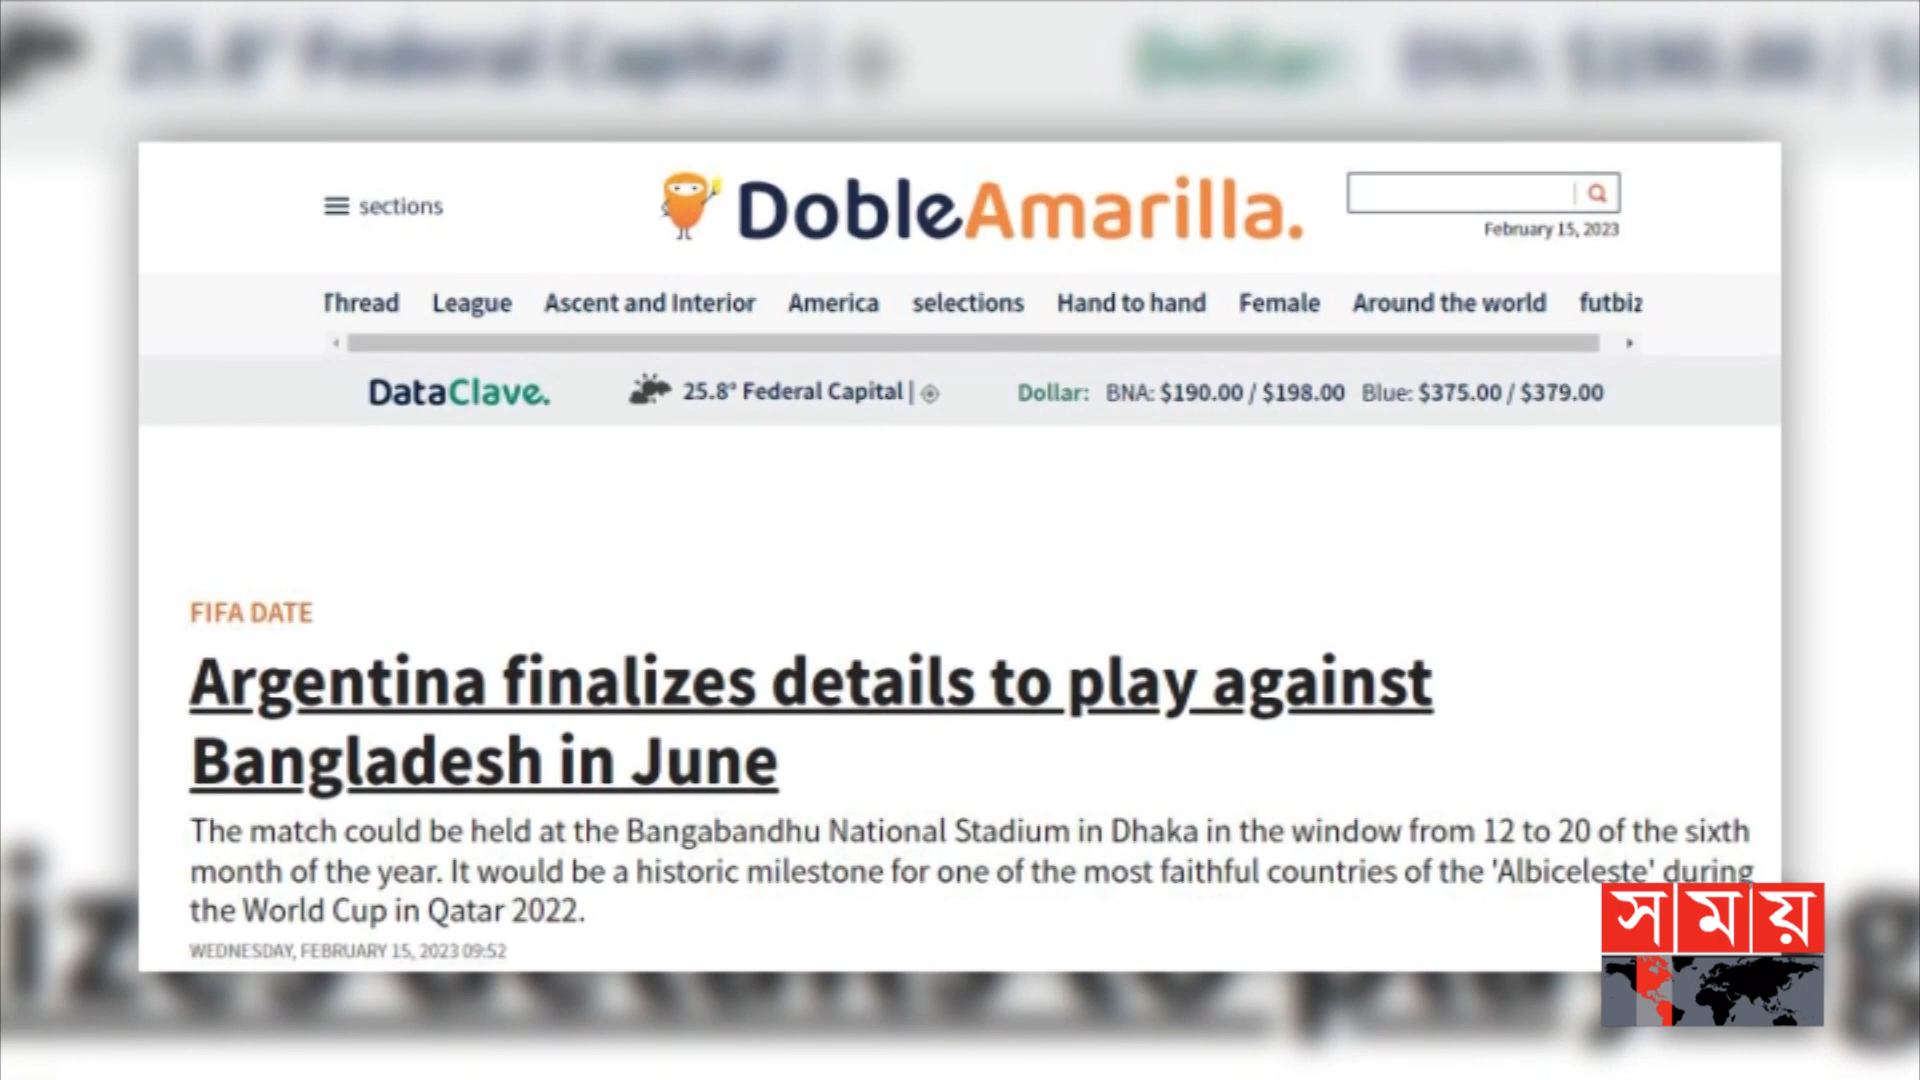 25.8° Federal Capital |
Dollar:
sections
DobleAmarilla.
February 15, 2023
Thread League Ascent and Interior America selections Hand to hand Female Around the world futbiz
DataClave. 25.8° Federal Capital | Dollar: BNA: $190.00 / $198.00 Blue: $375.00 / $379.00
FIFA DATE
Argentina finalizes details to play against
Bangladesh in June
The match could be held at the Bangabandhu National Stadium in Dhaka in the window from 12 to 20 of the sixth
month of the year. It would be a historic milestone for one of the most faithful countries of the 'Albiceleste' during
the World Cup in Qatar 2022.
WEDNESDAY, FEBRUARY 15, 2023 09:52
সময়